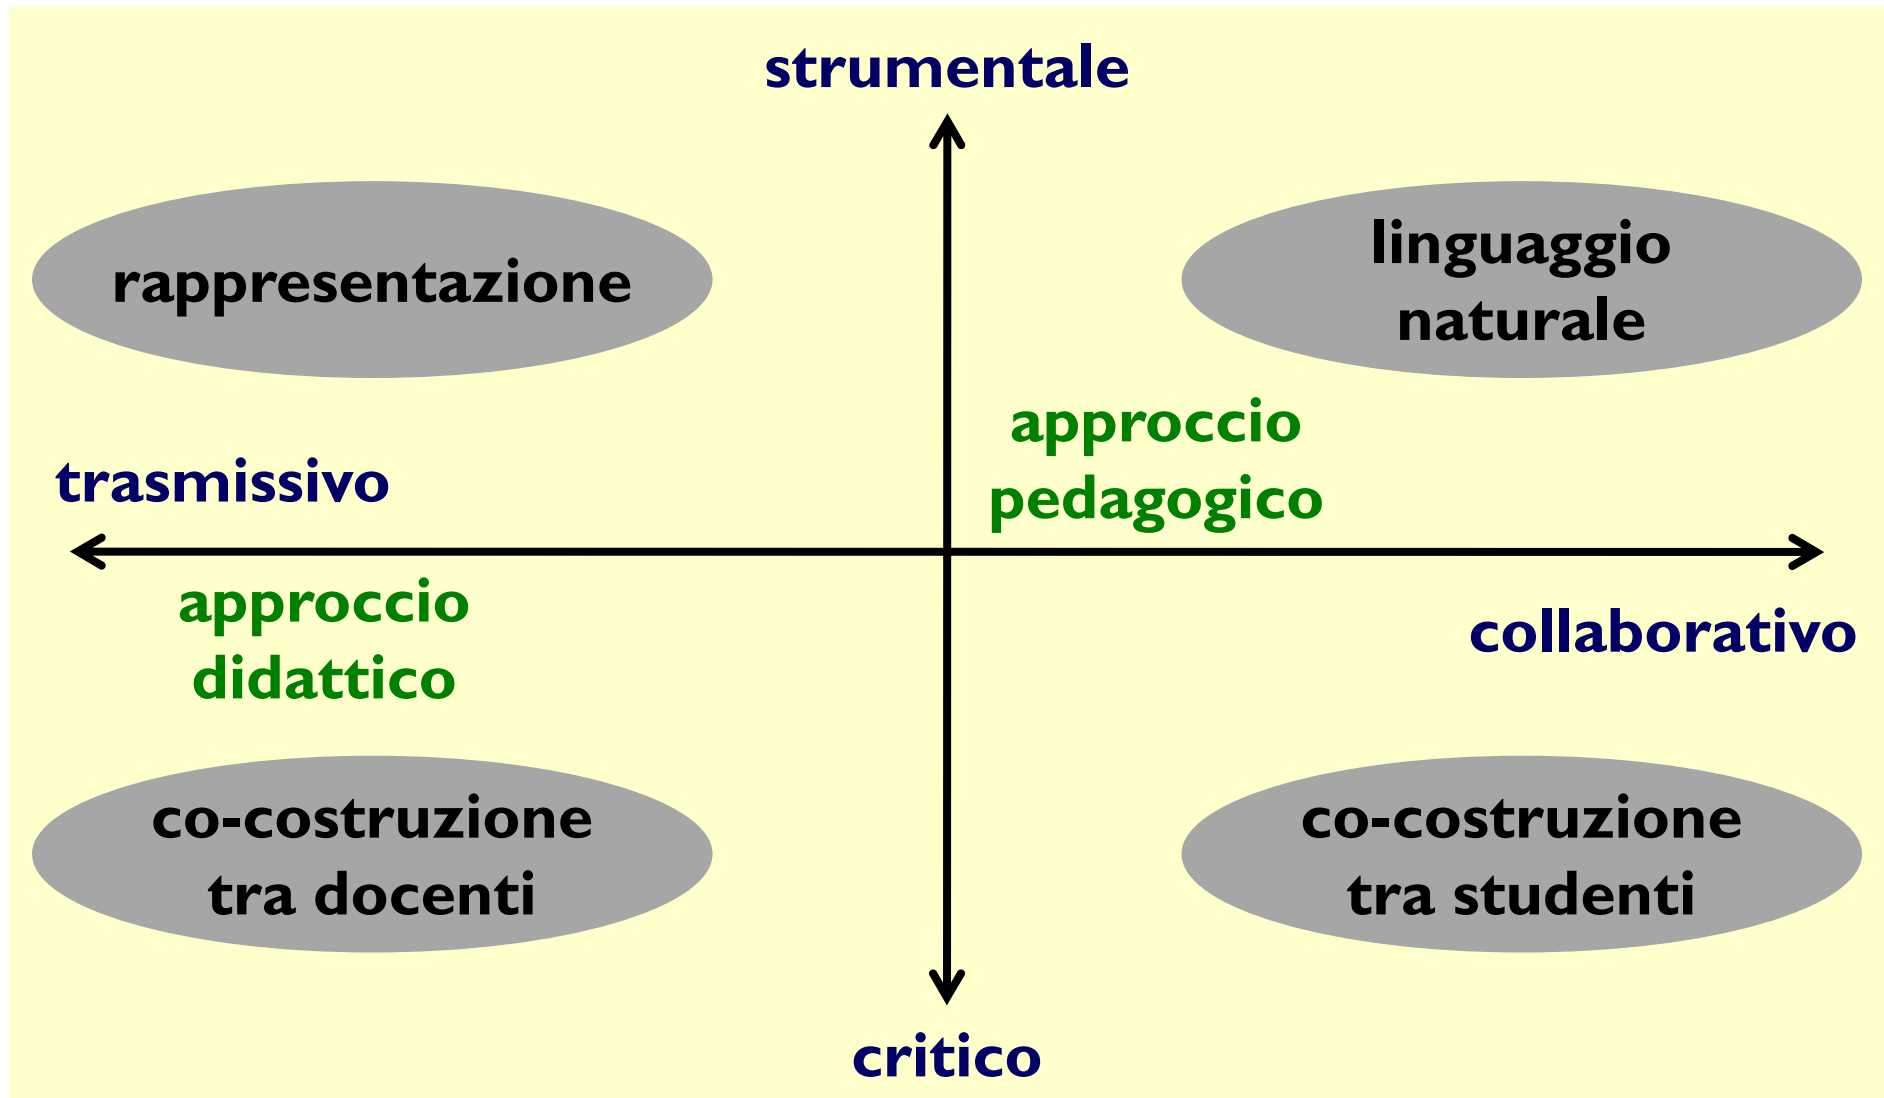 strumentale
rappresentazione
linguaggio
naturale
approccio
pedagogico
trasmissivo
approccio
didattico
collaborativo
co-costruzione
tra docenti
co-costruzione
tra studenti
critico